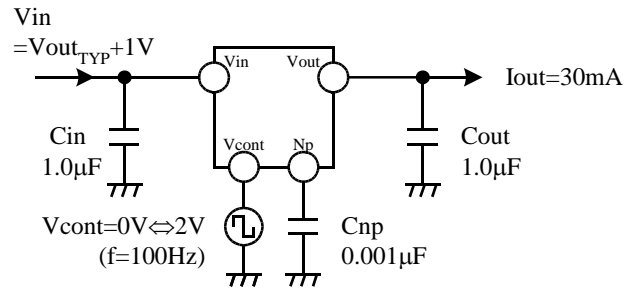 Vin
=VoutTYP+1V
Vin
Vout
Iout=30mA
Cin
1.0μF
Vcont
Np
Cout
1.0μF
Vcont=0V⇔2V
(f=100Hz)
Cnp
0.001μF